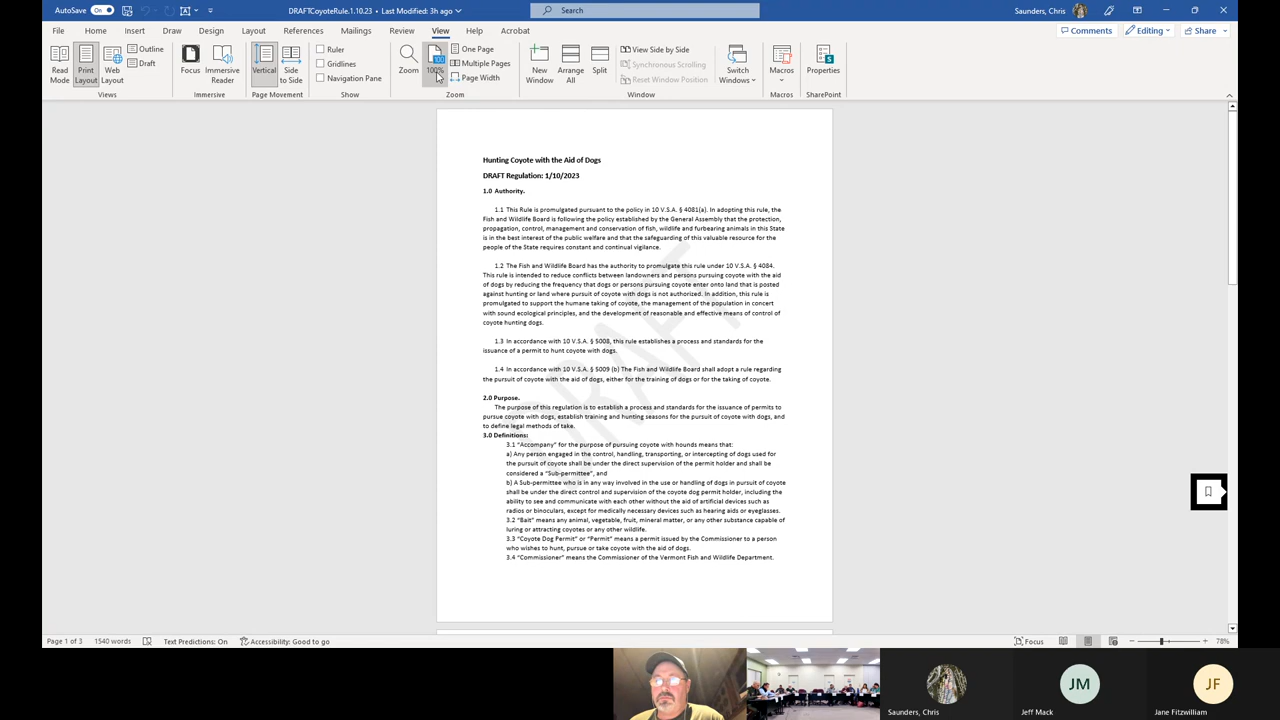 AutoSave On DRAFTCoyoteRule.1.10.23 • Last Modified: 3h ago Search Saunders, Chris
File Home Insert Draw Design Layout References Mailings Review View Help Acrobat Comments Editing Share
Read Mode Print Layout Web Layout Outline Draft
Views
Focus Immersive Reader
Immersive
Vertical Side to Side
Page Movement
Ruler
Gridlines
Navigation Pane
Show
Zoom 100% One Page
Multiple Pages
Page Width
Zoom
New Window Arrange All Split
View Side by Side
Synchronous Scrolling
Reset Window Position
Switch Windows
Window
Macros
Macros
Properties
SharePoint
Hunting Coyote with the Aid of Dogs
DRAFT Regulation: 1/10/2023
1.0 Authority.
1.1 This Rule is promulgated pursuant to the policy in 10 V.S.A. § 4081(a). In adopting this rule, the
Fish and Wildlife Board is following the policy established by the General Assembly that the protection,
propagation, control, management and conservation of fish, wildlife and furbearing animals in this State
is in the best interest of the public welfare and that the safeguarding of this valuable resource for the
people of the State requires constant and continual vigilance.
1.2 The Fish and Wildlife Board has the authority to promulgate this rule under 10 V.S.A. § 4084.
This rule is intended to reduce conflicts between landowners and persons pursuing coyote with the aid
of dogs by reducing the frequency that dogs or persons pursuing coyote enter onto land that is posted
against hunting or land where pursuit of coyote with dogs is not authorized. In addition, this rule is
promulgated to support the humane taking of coyote, the management of the population in concert
with sound ecological principles, and the development of reasonable and effective means of control of
coyote hunting dogs.
1.3 In accordance with 10 V.S.A. § 5008, this rule establishes a process and standards for the
issuance of a permit to hunt coyote with dogs.
1.4 In accordance with 10 V.S.A. § 5009 (b) The Fish and Wildlife Board shall adopt a rule regarding
the pursuit of coyote with the aid of dogs, either for the training of dogs or for the taking of coyote.
2.0 Purpose.
The purpose of this regulation is to establish a process and standards for the issuance of permits to
pursue coyote with dogs, establish training and hunting seasons for the pursuit of coyote with dogs, and
to define legal methods of take.
3.0 Definitions:
3.1 "Accompany" for the purpose of pursuing coyote with hounds means that:
a) Any person engaged in the control, handling, transporting, or intercepting of dogs used for
the pursuit of coyote shall be under the direct supervision of the permit holder and shall be
considered a "Sub-permittee", and
b) A Sub-permittee who is in any way involved in the use or handling of dogs in pursuit of coyote
shall be under the direct control and supervision of the coyote dog permit holder, including the
ability to see and communicate with each other without the aid of artificial devices such as
radios or binoculars, except for medically necessary devices such as hearing aids or eyeglasses.
3.2 "Bait" means any animal, vegetable, fruit, mineral matter, or any other substance capable of
luring or attracting coyotes or any other wildlife.
3.3 "Coyote Dog Permit" or "Permit" means a permit issued by the Commissioner to a person
who wishes to hunt, pursue or take coyote with the aid of dogs.
3.4 "Commissioner" means the Commissioner of the Vermont Fish and Wildlife Department.
DRAFT
Page 1 of 3 1540 words Text Predictions: On Accessibility: Good to go Focus 78%
JM JF
Saunders, Chris Jeff Mack Jane Fitzwilliam